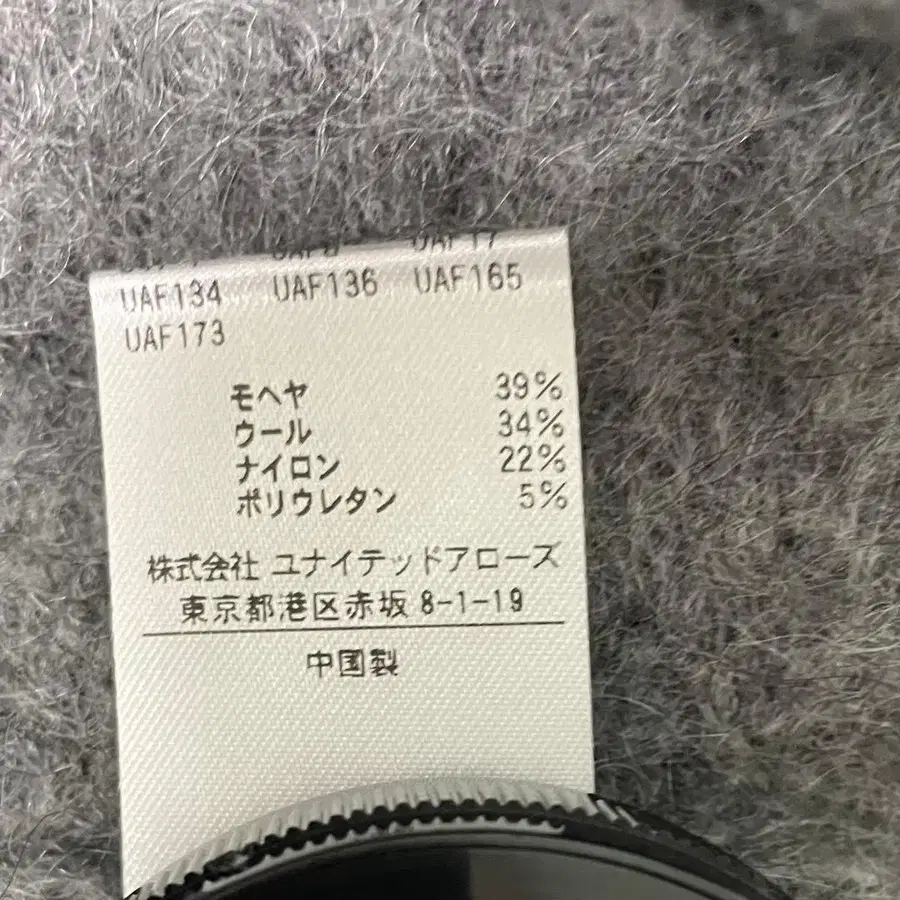 UAF134 UAF136 UAF165
UAF173
モヘヤ 39%
ウール 34%
ナイロン 22%
ポリウレタン 5%
株式会社 ユナイテッドアローズ
東京都港区赤坂 8-1-19
中国製